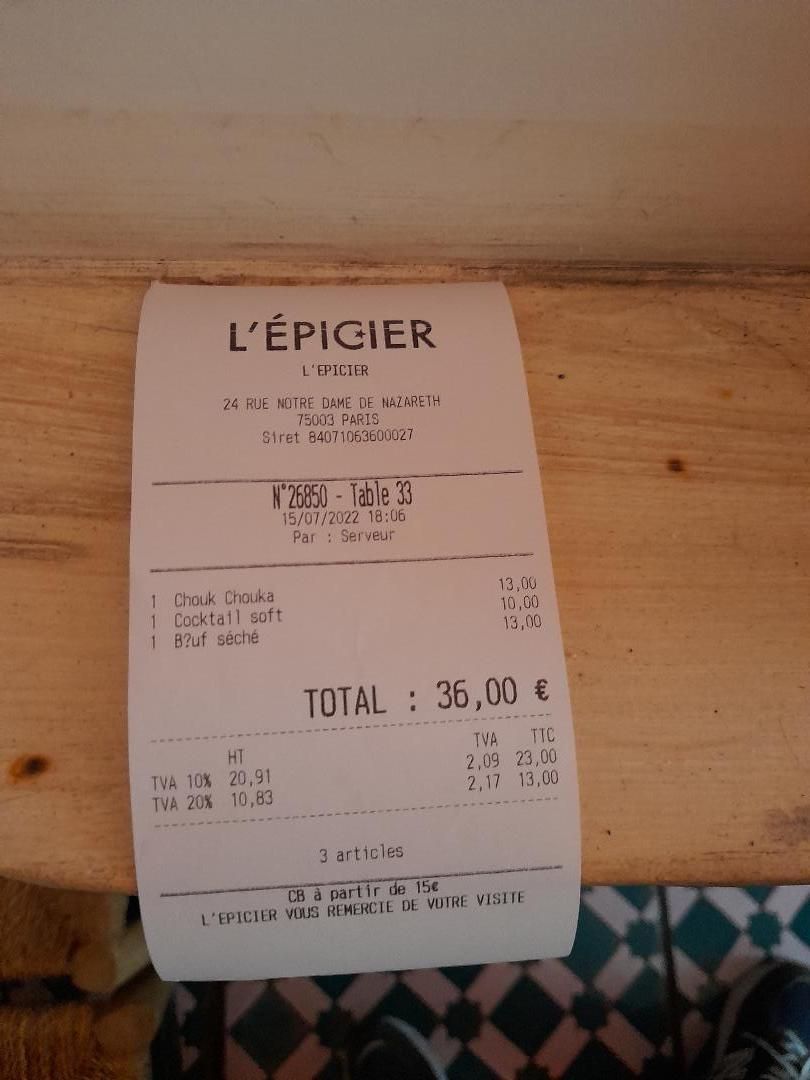 L'ÉPICIER
L'EPICIER
24 RUE NOTRE DAME DE NAZARETH
75003 PARIS
Siret 84071063600027
N°26850 - Table 33
15/07/2022 18:06
Par : Serveur
1 Chouk Chouka 13,00
1 Cocktail soft 10,00
1 B?uf séché 13,00
TOTAL : 36,00 €
HT TVA TTC
TVA 10% 20,91 2,09 23,00
TVA 20% 10,83 2,17 13,00
3 articles
CB à partir de 15€
L'EPICIER VOUS REMERCIE DE VOTRE VISITE